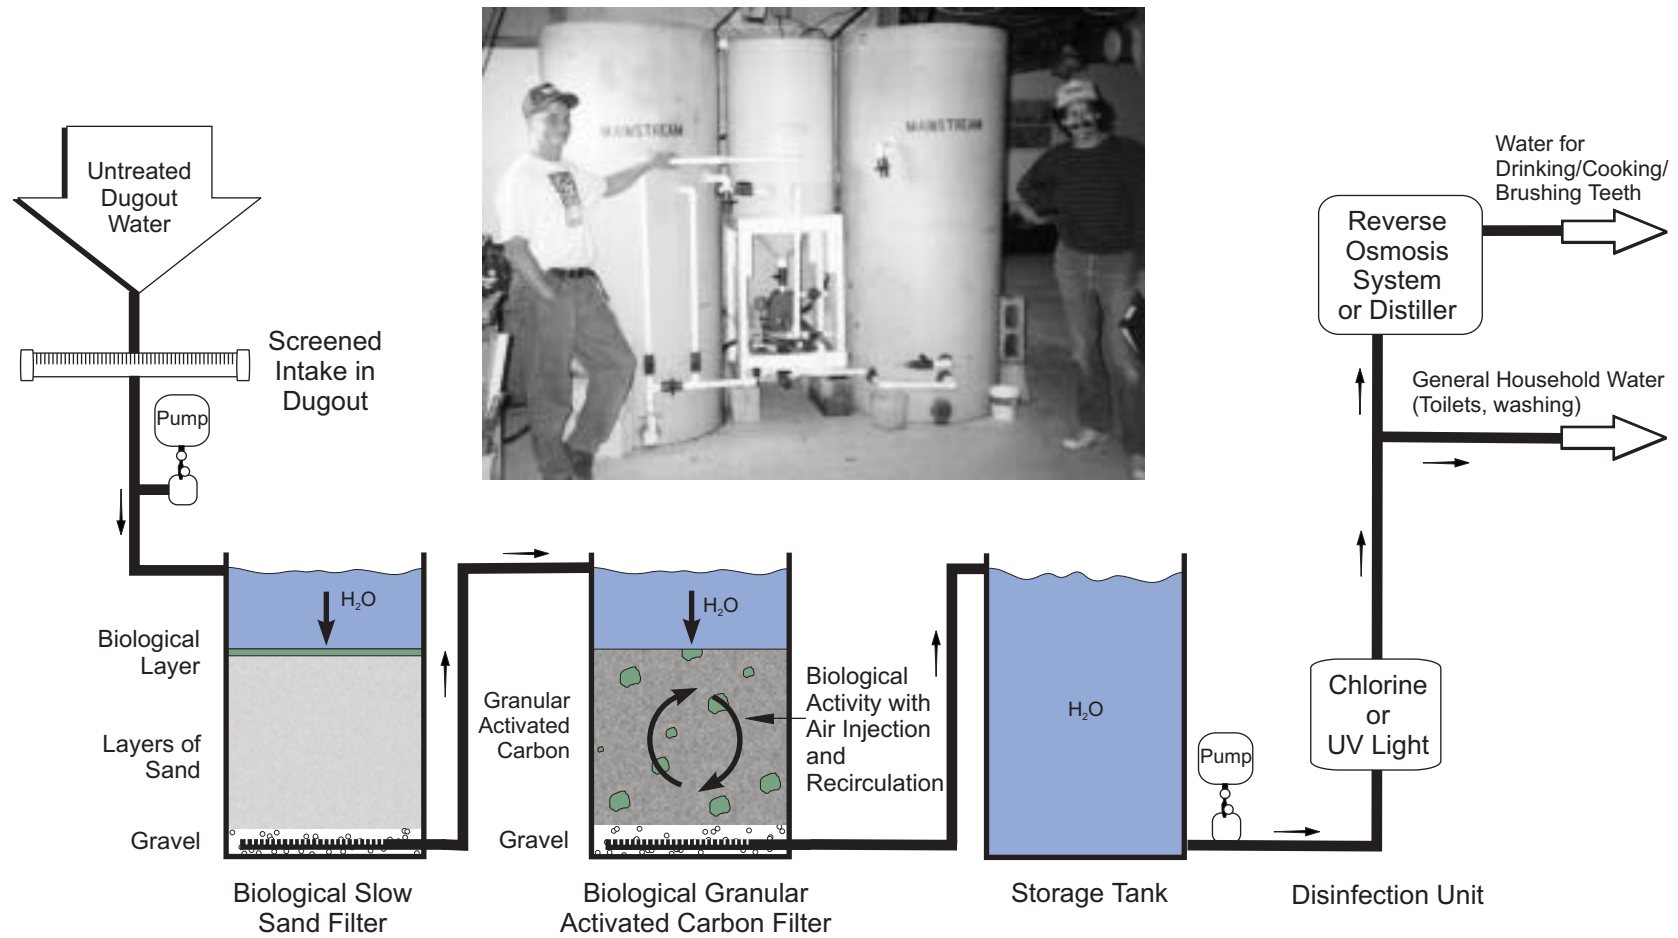 MAINSTREAM
MAINSTREAM
Untreated
Dugout
Water
Screened
Intake in
Dugout
Pump
H₂O
Biological
Layer
Layers of
Sand
Gravel
Biological Slow
Sand Filter
H₂O
Granular
Activated
Carbon
Biological
Activity with
Air Injection
and
Recirculation
Gravel
Biological Granular
Activated Carbon Filter
H₂O
Storage Tank
Pump
Chlorine
or
UV Light
Disinfection Unit
Reverse
Osmosis
System
or Distiller
Water for
Drinking/Cooking/
Brushing Teeth
General Household Water
(Toilets, washing)